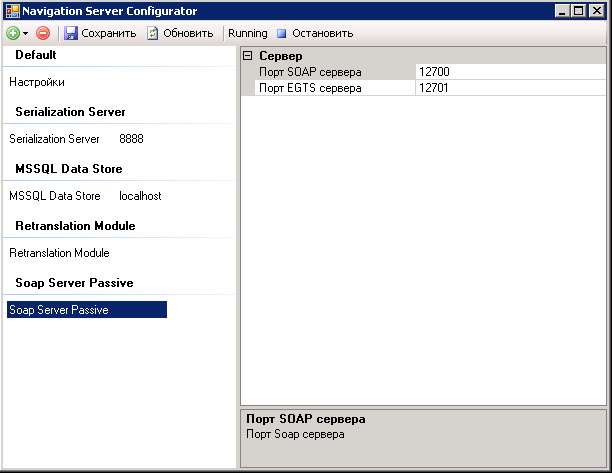 Navigation Server Configurator
Сохранить Обновить Running Остановить
Default
Настройки
Serialization Server
Serialization Server 8888
MSSQL Data Store
MSSQL Data Store localhost
Retranslation Module
Retranslation Module
Soap Server Passive
Soap Server Passive
Сервер
Порт SOAP сервера 12700
Порт EGTS сервера 12701
Порт SOAP сервера
Порт Soap сервера